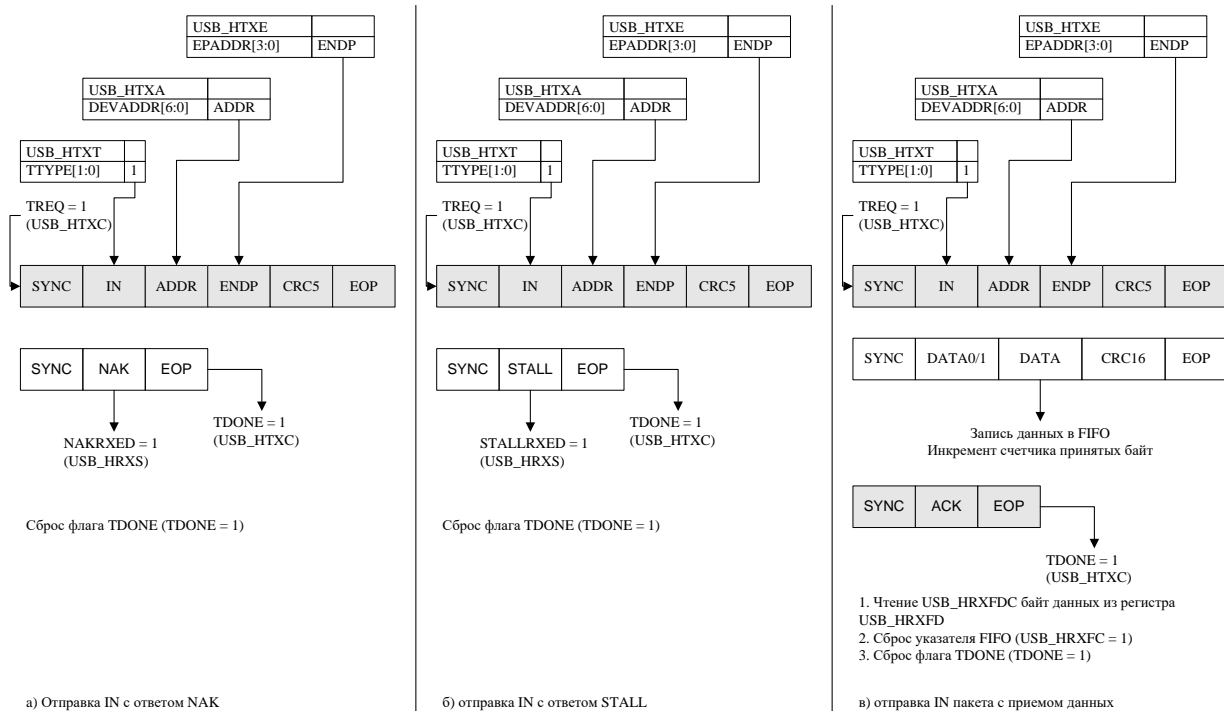 USB_HTXE
EPADDR[3:0] ENDP
USB_HTXA
DEVADDR[6:0] ADDR
USB_HTXT
TTYPE[1:0] 1
TREQ = 1
(USB_HTXC)
SYNC IN ADDR ENDP CRC5 EOP
SYNC NAK EOP
NAKRXED = 1
(USB_HRXS)
TDONE = 1
(USB_HTXC)
Сброс флага TDONE (TDONE = 1)
а) Отправка IN с ответом NAK
USB_HTXE
EPADDR[3:0] ENDP
USB_HTXA
DEVADDR[6:0] ADDR
USB_HTXT
TTYPE[1:0] 1
TREQ = 1
(USB_HTXC)
SYNC IN ADDR ENDP CRC5 EOP
SYNC STALL EOP
STALLRXED = 1
(USB_HRXS)
TDONE = 1
(USB_HTXC)
Сброс флага TDONE (TDONE = 1)
б) отправка IN с ответом STALL
USB_HTXE
EPADDR[3:0] ENDP
USB_HTXA
DEVADDR[6:0] ADDR
USB_HTXT
TTYPE[1:0] 1
TREQ = 1
(USB_HTXC)
SYNC IN ADDR ENDP CRC5 EOP
SYNC DATA0/1 DATA CRC16 EOP
Запись данных в FIFO
Инкремент счетчика принятых байт
SYNC ACK EOP
TDONE = 1
(USB_HTXC)
1. Чтение USB_HRXFDC байт данных из регистра
USB_HRXFD
2. Сброс указателя FIFO (USB_HRXFC = 1)
3. Сброс флага TDONE (TDONE = 1)
в) отправка IN пакета с приемом данных